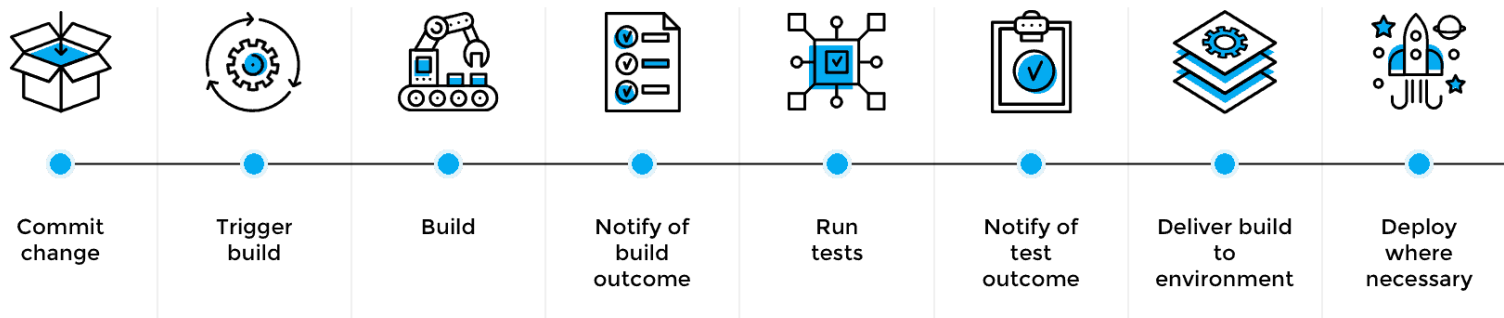 Commit
change
Trigger
build
Build
Notify of
build
outcome
Run
tests
Notify of
test
outcome
Deliver build
to
environment
Deploy
where
necessary